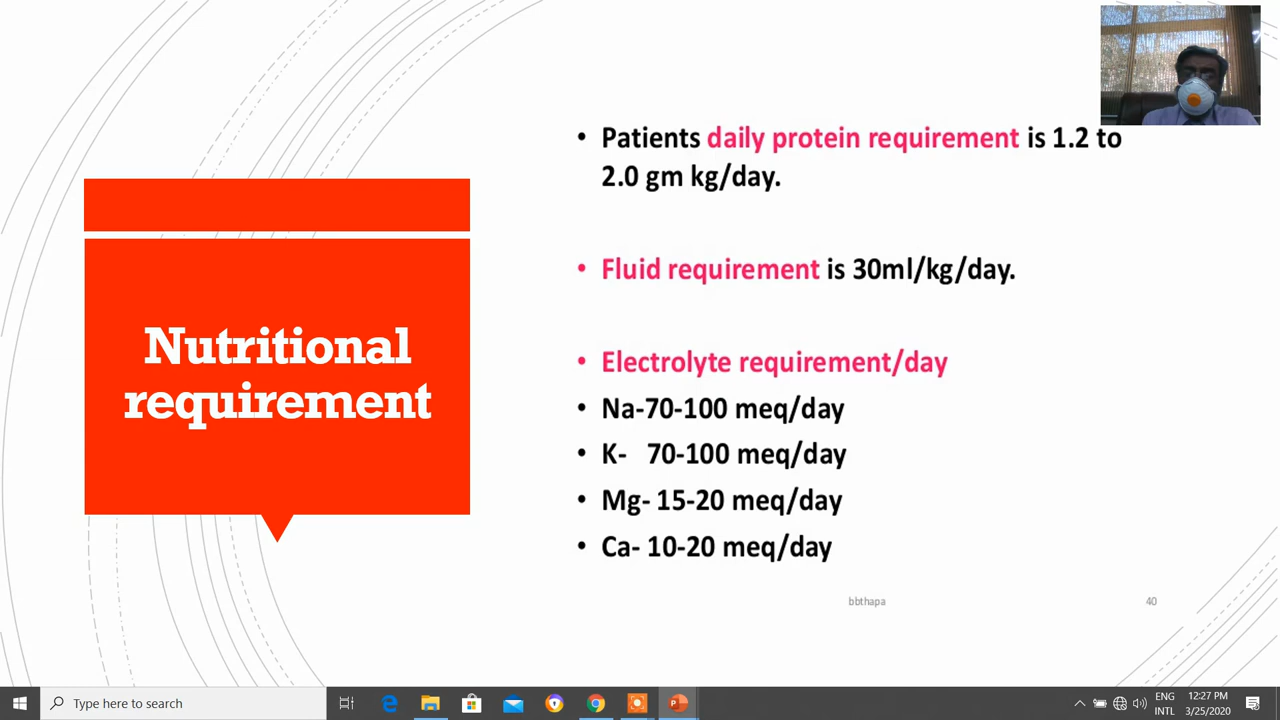 Nutritional
requirement
• Patients daily protein requirement is 1.2 to
2.0 gm kg/day.
• Fluid requirement is 30ml/kg/day.
• Electrolyte requirement/day
• Na-70-100 meq/day
• K- 70-100 meq/day
• Mg- 15-20 meq/day
• Ca- 10-20 meq/day
bbthapa
40
Type here to search
ENG
INTL
12:27 PM
3/25/2020